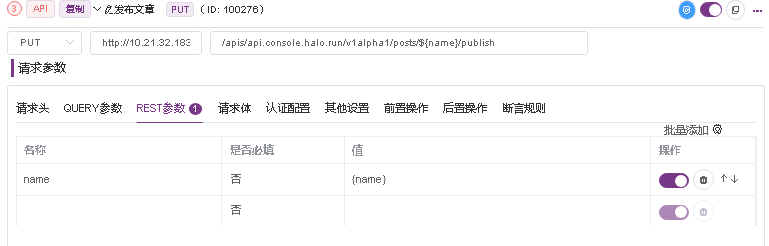 3 API 复制 发布文章 PUT （ID: 100276）
PUT http://10.21.32.183 /apis/api.console.halo.run/v1alpha1/posts/${name}/publish
请求参数
请求头 QUERY参数 REST参数 1 请求体 认证配置 其他设置 前置操作 后置操作 断言规则
批量添加
名称 是否必填 值 操作
name 否 {name}
否